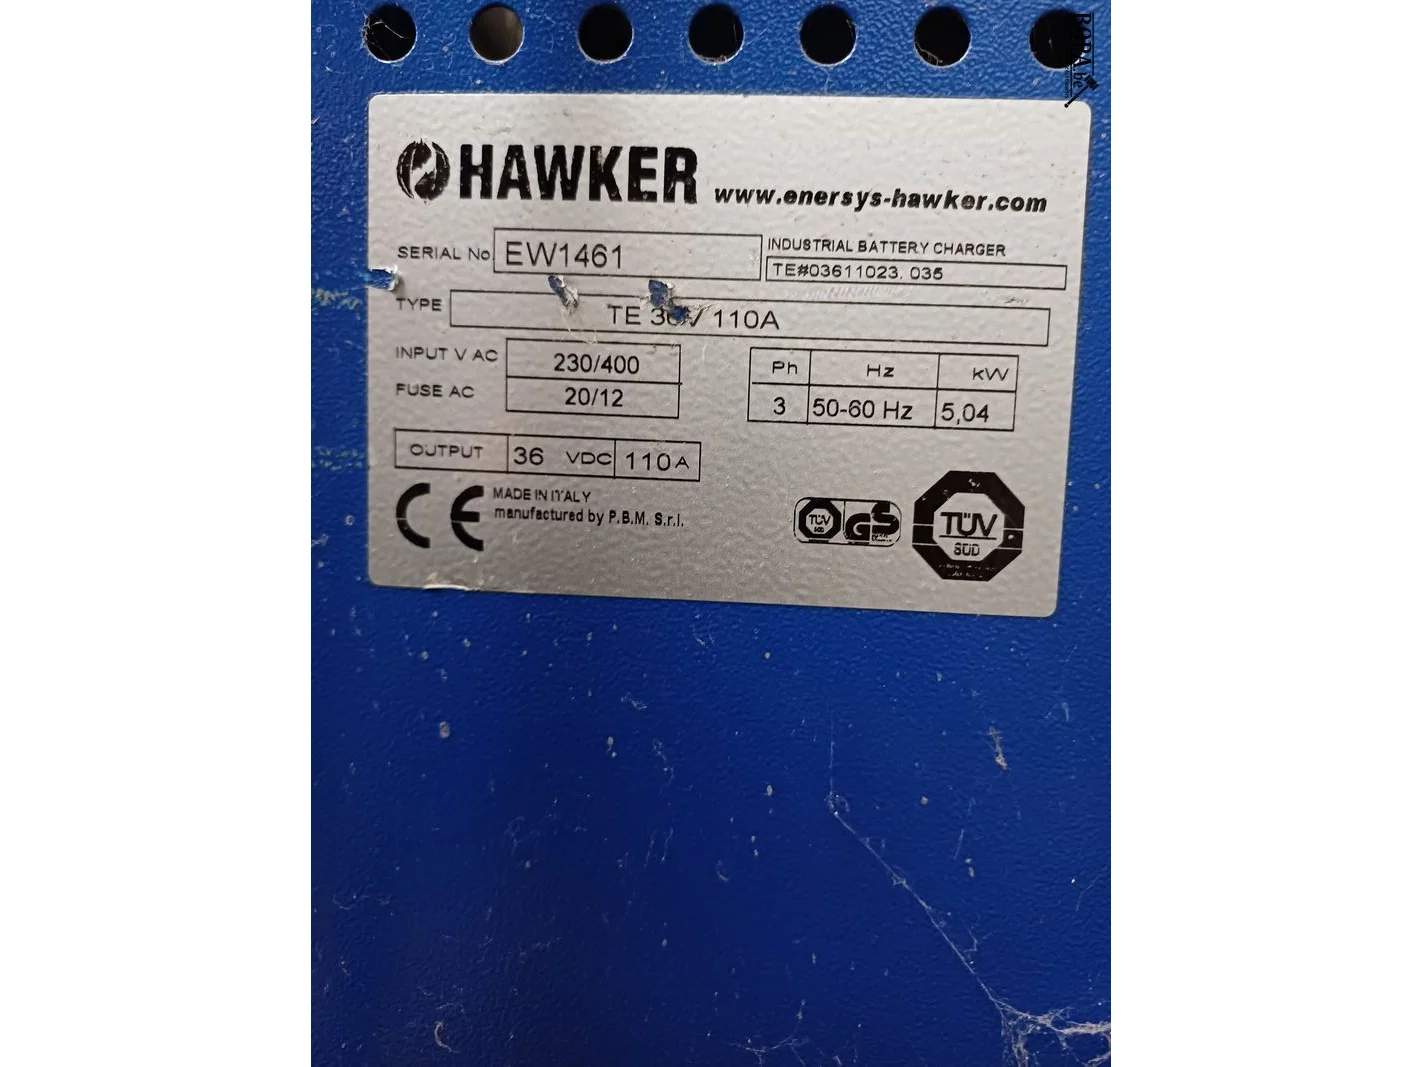 HAWKER www.enersys-hawker.com
SERIAL No. EW1461
INDUSTRIAL BATTERY CHARGER
TE#03611023. 035
TYPE TE 36V 110A
INPUT V AC 230/400
FUSE AC 20/12
Ph Hz kW
3 50-60 Hz 5,04
OUTPUT 36 VDC 110A
CE
MADE IN ITALY
manufactured by P.B.M. S.r.l.
TÜV GS
TÜV
SÜD